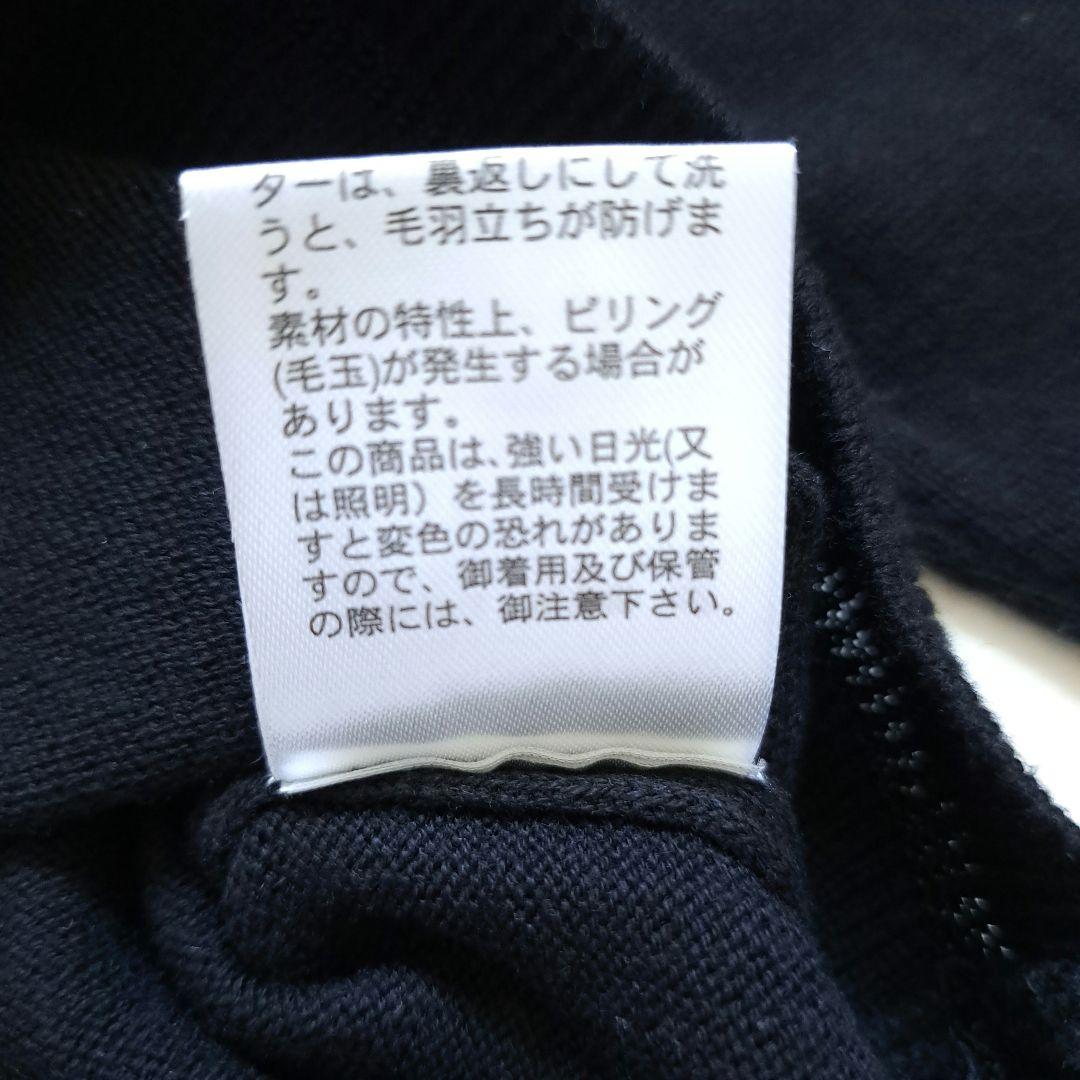 ターは、裏返しにして洗
うと、毛羽立ちが防げま
す。
素材の特性上、ピリング
(毛玉)が発生する場合が
あります。
この商品は、強い日光(又
は照明）を長時間受けま
すと変色の恐れがありま
すので、御着用及び保管
の際には、御注意下さい。